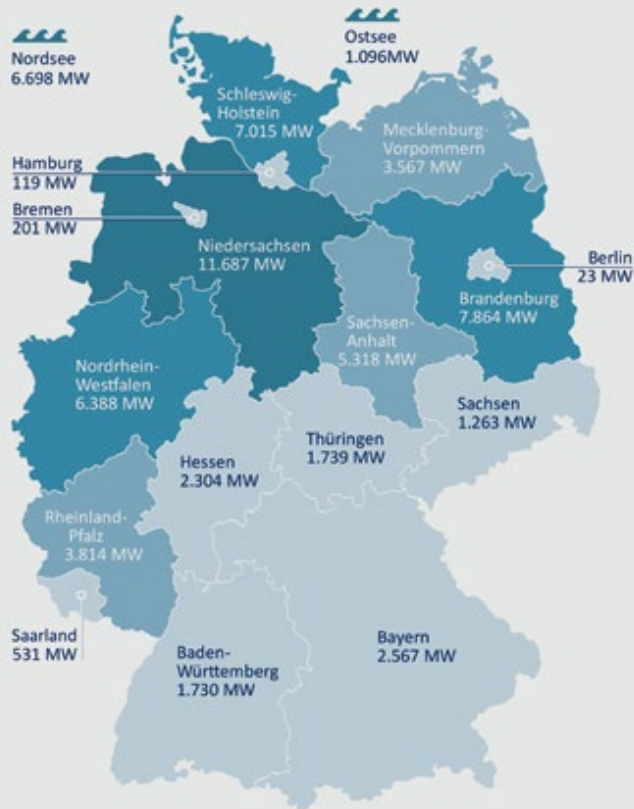 Nordsee
6.698 MW
Ostsee
1.096MW
Schleswig-
Holstein
7.015 MW
Mecklenburg-
Vorpommern
3.567 MW
Hamburg
119 MW
Bremen
201 MW
Niedersachsen
11.687 MW
Berlin
23 MW
Brandenburg
7.864 MW
Sachsen-
Anhalt
5.318 MW
Nordrhein-
Westfalen
6.388 MW
Sachsen
1.263 MW
Thüringen
1.739 MW
Hessen
2.304 MW
Rheinland-
Pfalz
3.814 MW
Saarland
531 MW
Baden-
Württemberg
1.730 MW
Bayern
2.567 MW